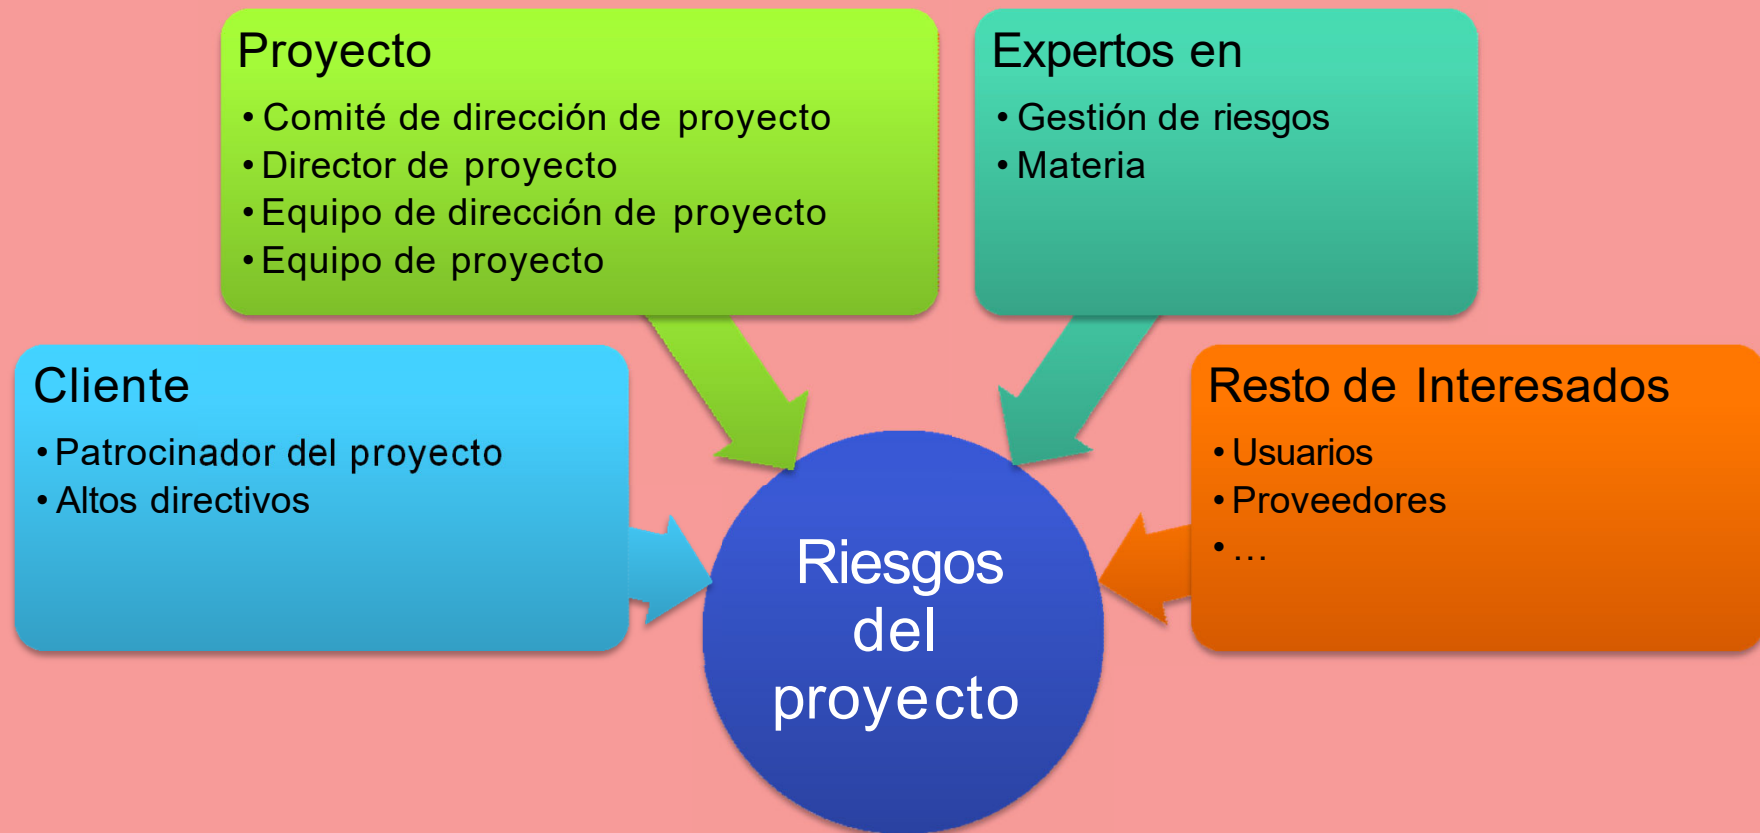 Proyecto
• Comité de dirección de proyecto
• Director de proyecto
• Equipo de dirección de proyecto
• Equipo de proyecto
Expertos en
• Gestión de riesgos
• Materia
Cliente
• Patrocinador del proyecto
• Altos directivos
Resto de Interesados
• Usuarios
• Proveedores
• …
Riesgos
del
proyecto